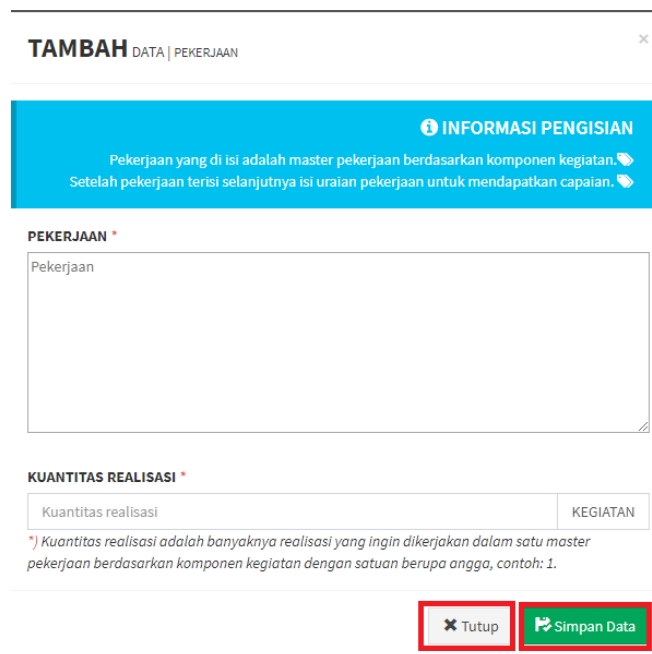 TAMBAH DATA | PEKERJAAN
×
INFORMASI PENGISIAN
Pekerjaan yang di isi adalah master pekerjaan berdasarkan komponen kegiatan.
Setelah pekerjaan terisi selanjutnya isi uraian pekerjaan untuk mendapatkan capaian.
PEKERJAAN *
Pekerjaan
KUANTITAS REALISASI *
Kuantitas realisasi KEGIATAN
*) Kuantitas realisasi adalah banyaknya realisasi yang ingin dikerjakan dalam satu master
pekerjaan berdasarkan komponen kegiatan dengan satuan berupa angga, contoh: 1.
Tutup Simpan Data